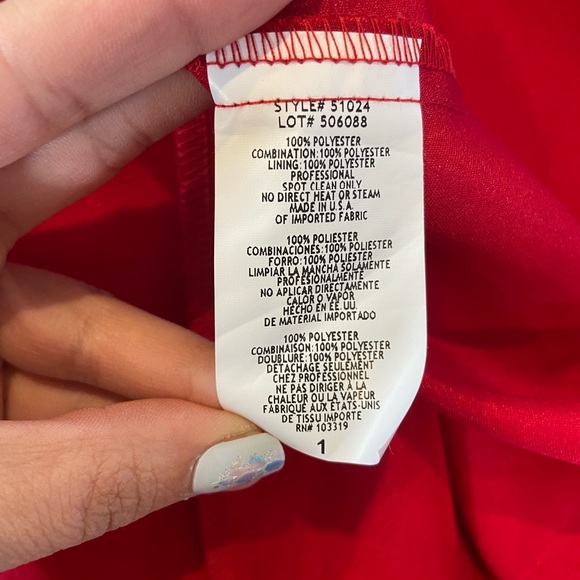 STYLE# 51024
LOT# 506088
100% POLYESTER
COMBINATION: 100% POLYESTER
LINING: 100% POLYESTER
PROFESSIONAL
SPOT CLEAN ONLY
NO DIRECT HEAT OR STEAM
MADE IN U.S.A.
OF IMPORTED FABRIC
100% POLIESTER
COMBINACIONES: 100% POLIESTER
FORRO: 100% POLIESTER
LIMPIAR LA MANCHA SOLAMENTE
PROFESIONALMENTE
NO APLICAR DIRECTAMENTE
CALOR O VAPOR
HECHO EN EE. UU.
DE MATERIAL IMPORTADO
100% POLYESTER
COMBINAISON: 100% POLYESTER
DOUBLURE: 100% POLYESTER
DETACHAGE SEULEMENT
CHEZ PROFESSIONNEL
NE PAS DIRIGER À LA
CHALEUR OU LA VAPEUR
FABRIQUÉ AUX ÉTATS-UNIS
DE TISSU IMPORTE
RN# 103319
1